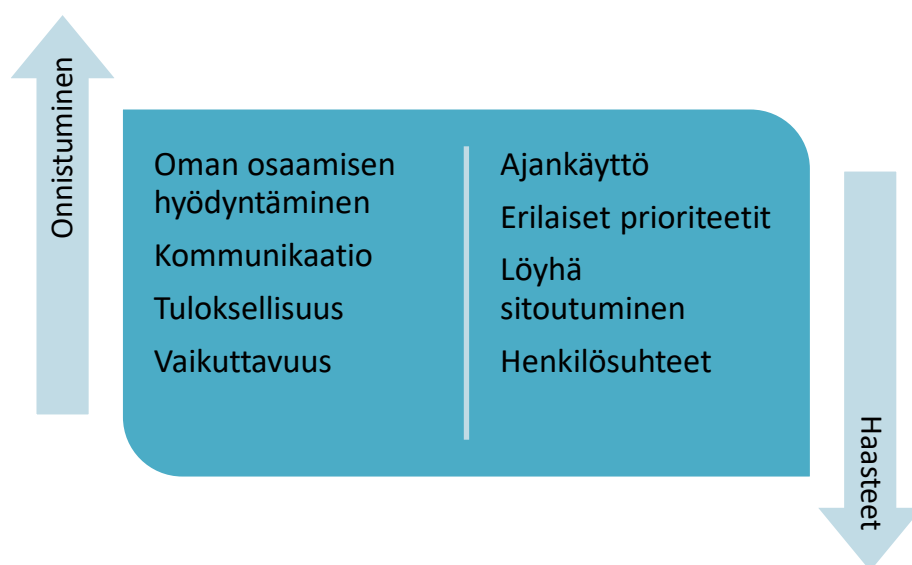 Onnistuminen
Oman osaamisen
hyödyntäminen
Kommunikaatio
Tuloksellisuus
Vaikuttavuus
Ajankäyttö
Erilaiset prioriteetit
Löyhä
sitoutuminen
Henkilösuhteet
Haasteet